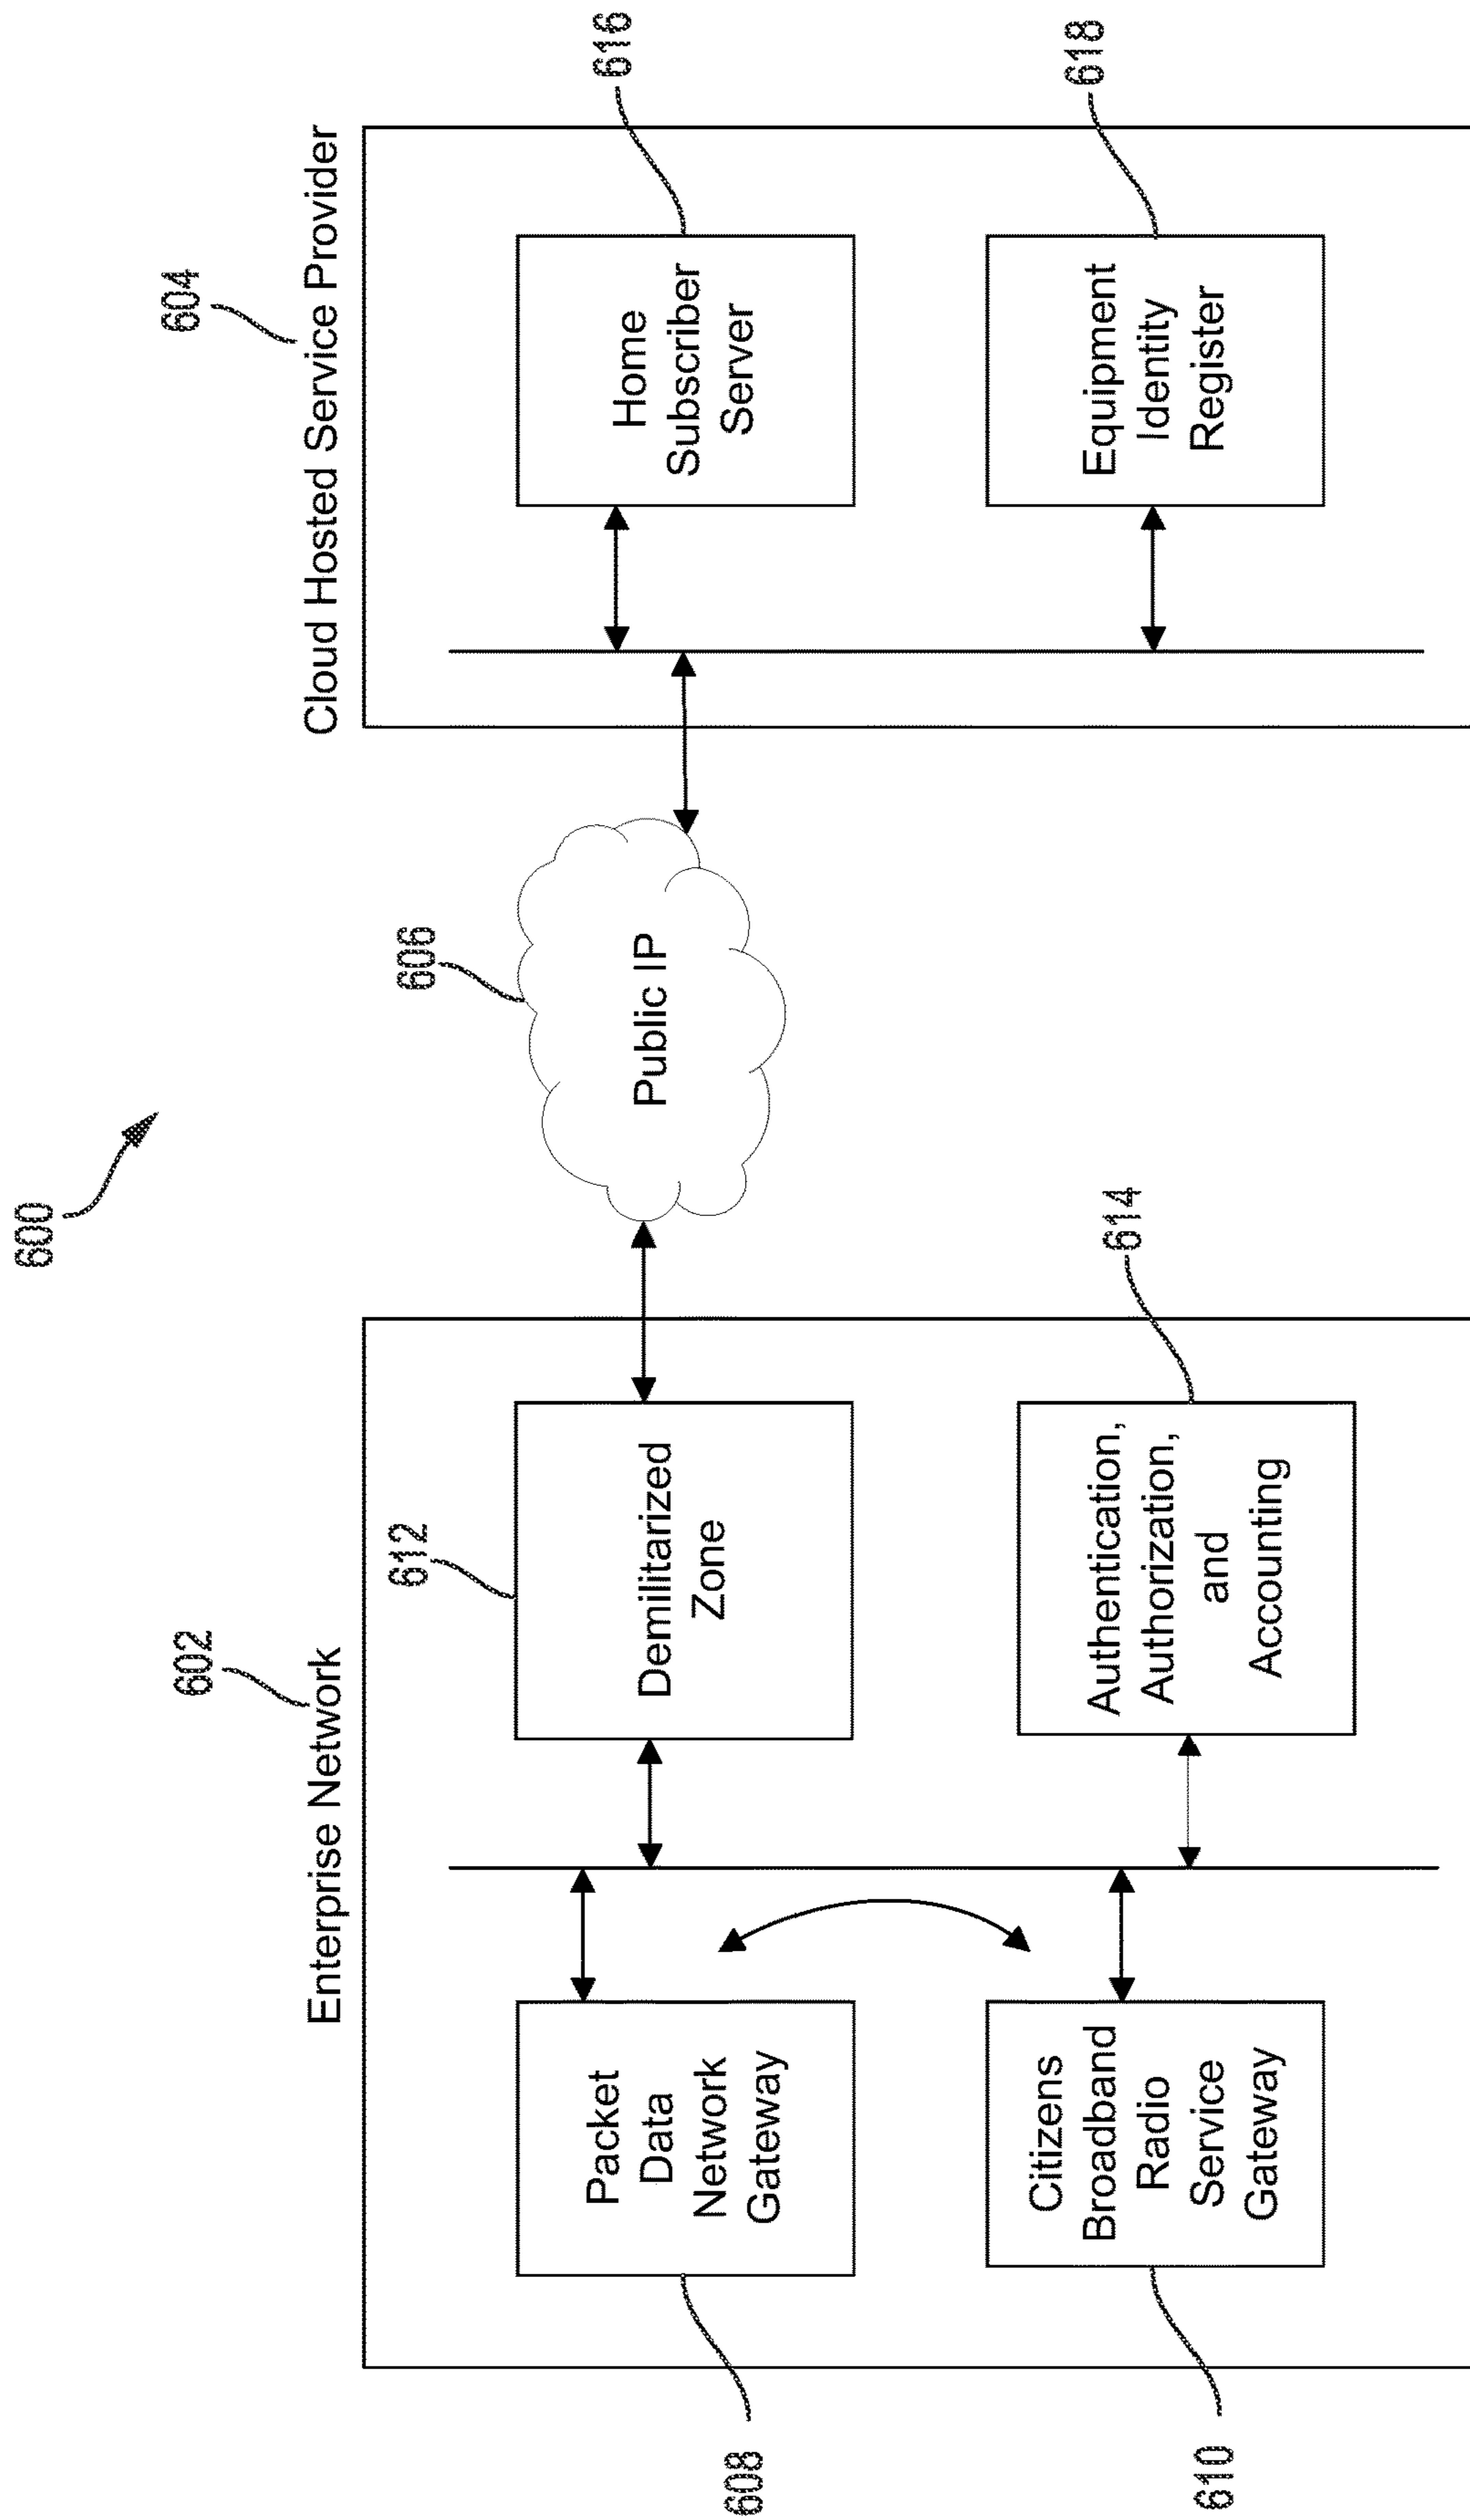 600
602
Enterprise Network
604
Cloud Hosted Service Provider
606
Public IP
608
Packet
Data
Network
Gateway
612
Demilitarized
Zone
616
Home
Subscriber
Server
610
Citizens
Broadband
Radio
Service
Gateway
614
Authentication,
Authorization,
and
Accounting
618
Equipment
Identity
Register